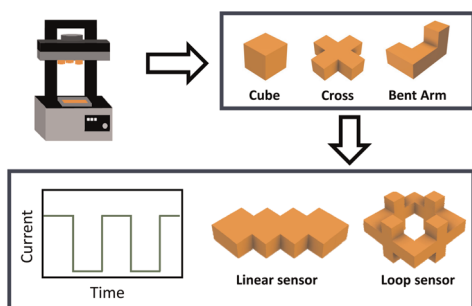 Cube
Cross
Bent Arm
Current
Time
Linear sensor
Loop sensor